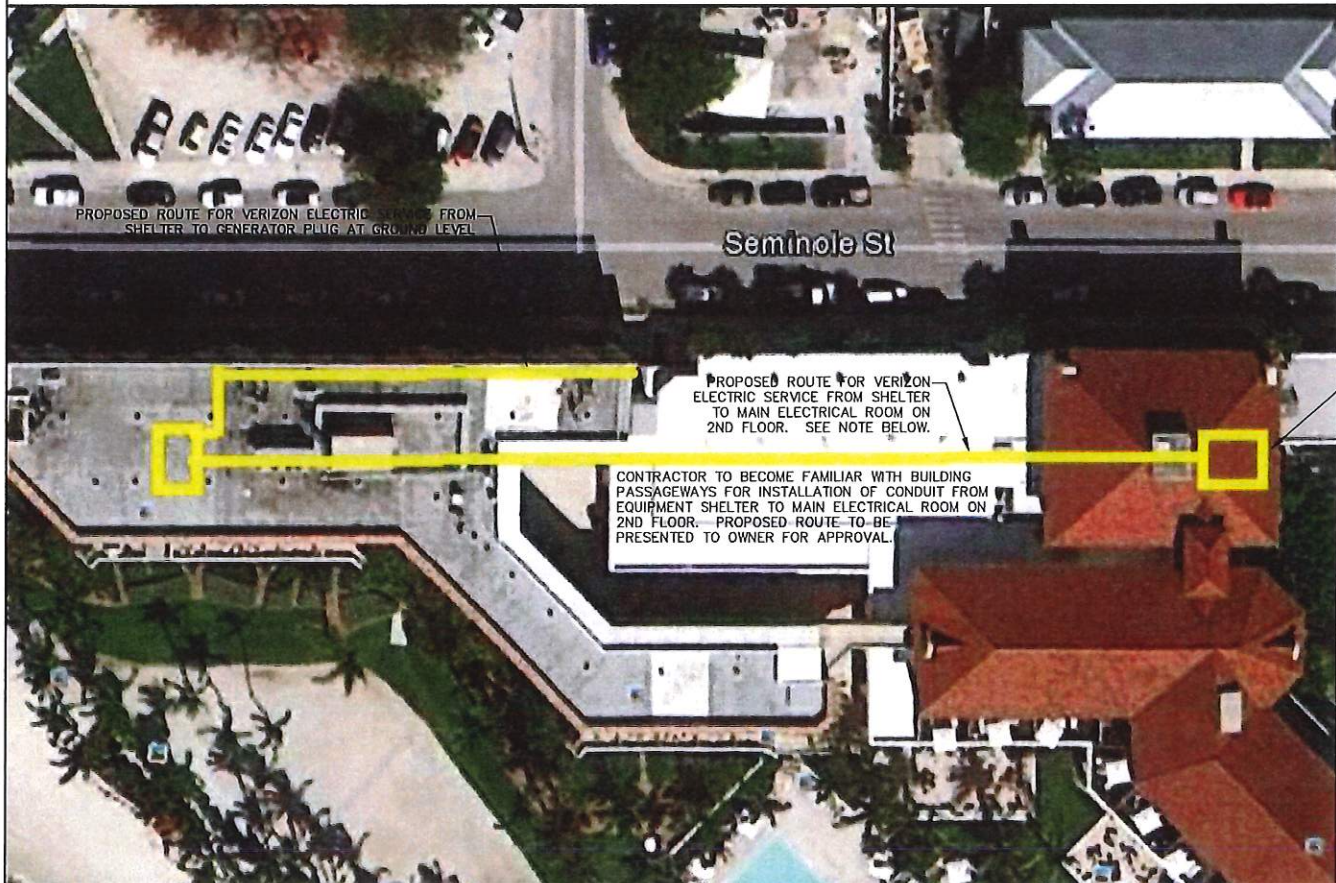 PROPOSED ROUTE FOR VERIZON ELECTRIC SERVICE FROM
SHELTER TO GENERATOR PLUG AT GROUND LEVEL
Seminole St
PROPOSED ROUTE FOR VERIZON
ELECTRIC SERVICE FROM SHELTER
TO MAIN ELECTRICAL ROOM ON
2ND FLOOR. SEE NOTE BELOW.
CONTRACTOR TO BECOME FAMILIAR WITH BUILDING
PASSAGEWAYS FOR INSTALLATION OF CONDUIT FROM
EQUIPMENT SHELTER TO MAIN ELECTRICAL ROOM ON
2ND FLOOR. PROPOSED ROUTE TO BE
PRESENTED TO OWNER FOR APPROVAL.